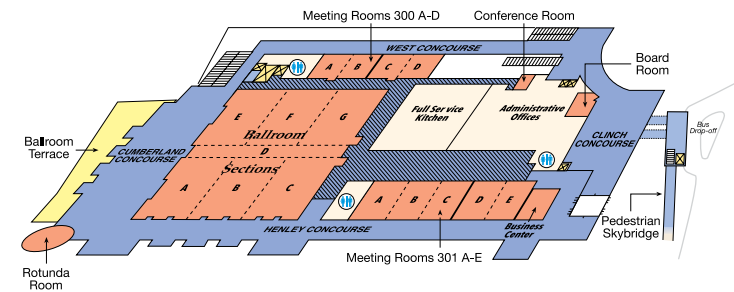 Meeting Rooms 300 A-D
Conference Room
WEST CONCOURSE
Board
Room
A
B
C
D
E
F
G
Full Service
Kitchen
Administrative
Offices
Bus
Drop-off
Ballroom
Terrace
CUMBERLAND
CONCOURSE
Ballroom
D
Sections
CLINCH
CONCOURSE
A
B
C
A
B
C
D
E
Business
Center
HENLEY CONCOURSE
Pedestrian
Skybridge
Meeting Rooms 301 A-E
Rotunda
Room